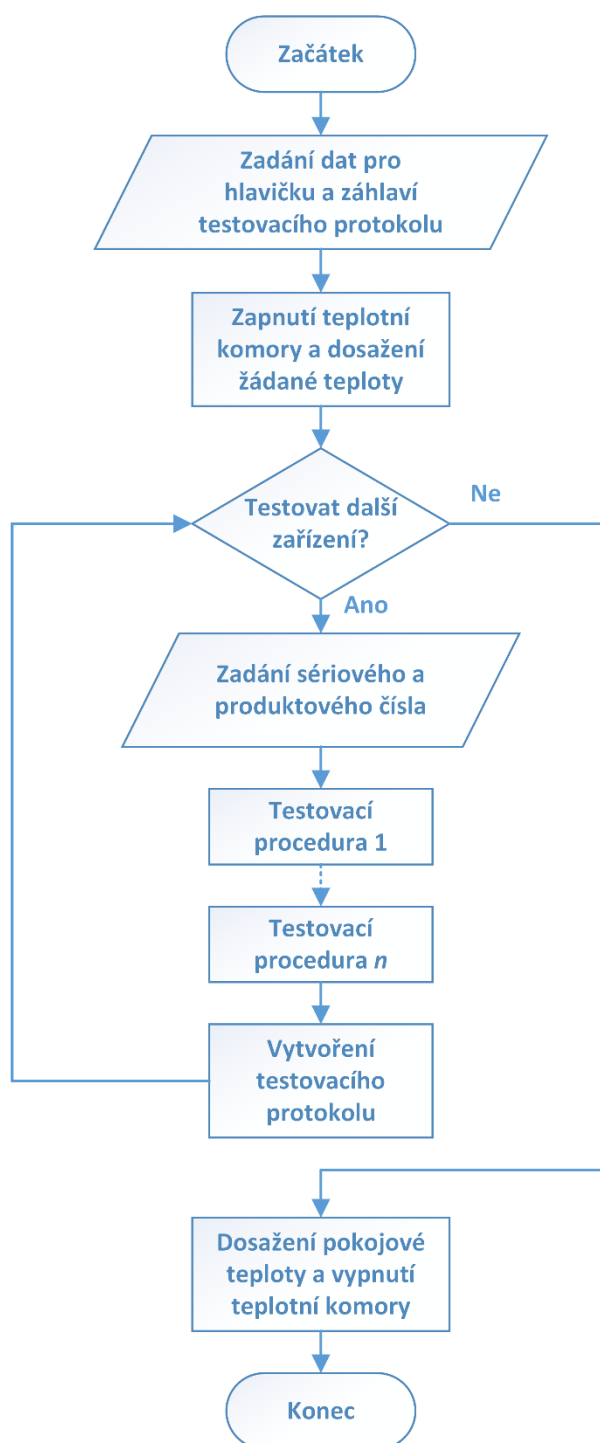 Začátek
Zadání dat pro
hlavičku a záhlaví
testovacího protokolu
Zapnutí teplotní
komory a dosažení
žádané teploty
Testovat další
zařízení?
Ne
Ano
Zadání sériového a
produktového čísla
Testovací
procedura 1
Testovací
procedura n
Vytvoření
testovacího
protokolu
Dosažení pokojové
teploty a vypnutí
teplotní komory
Konec